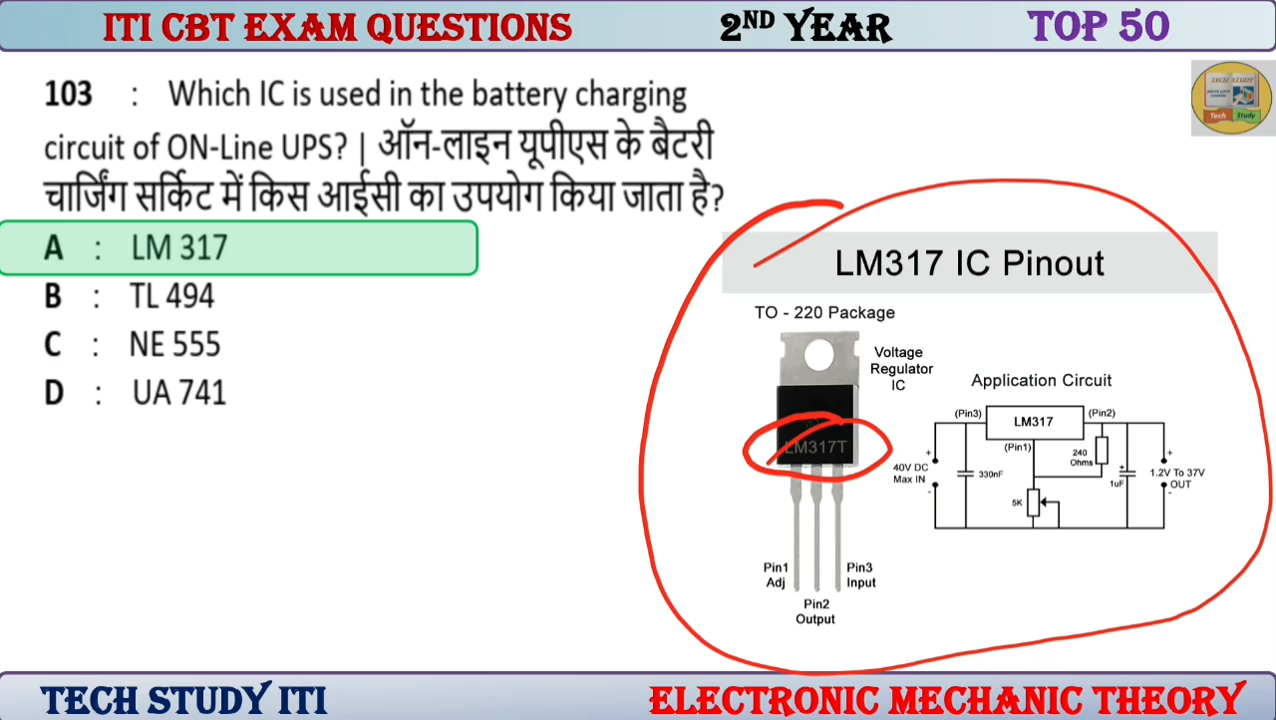 ITI CBT EXAM QUESTIONS 2ND YEAR TOP 50
103 : Which IC is used in the battery charging
circuit of ON-Line UPS? | ऑन-लाइन यूपीएस के बैटरी
चार्जिंग सर्किट में किस आईसी का उपयोग किया जाता है?
A : LM 317
B : TL 494
C : NE 555
D : UA 741
TECH STUDY
Tech Study
LM317 IC Pinout
TO - 220 Package
Voltage
Regulator
IC
LM317T
Pin1
Adj
Pin2
Output
Pin3
Input
Application Circuit
(Pin3)
LM317
(Pin2)
(Pin1)
40V DC
Max IN
+
-
330nF
240
Ohms
5K
+
1uF
+
1.2V To 37V
OUT
-
TECH STUDY ITI ELECTRONIC MECHANIC THEORY